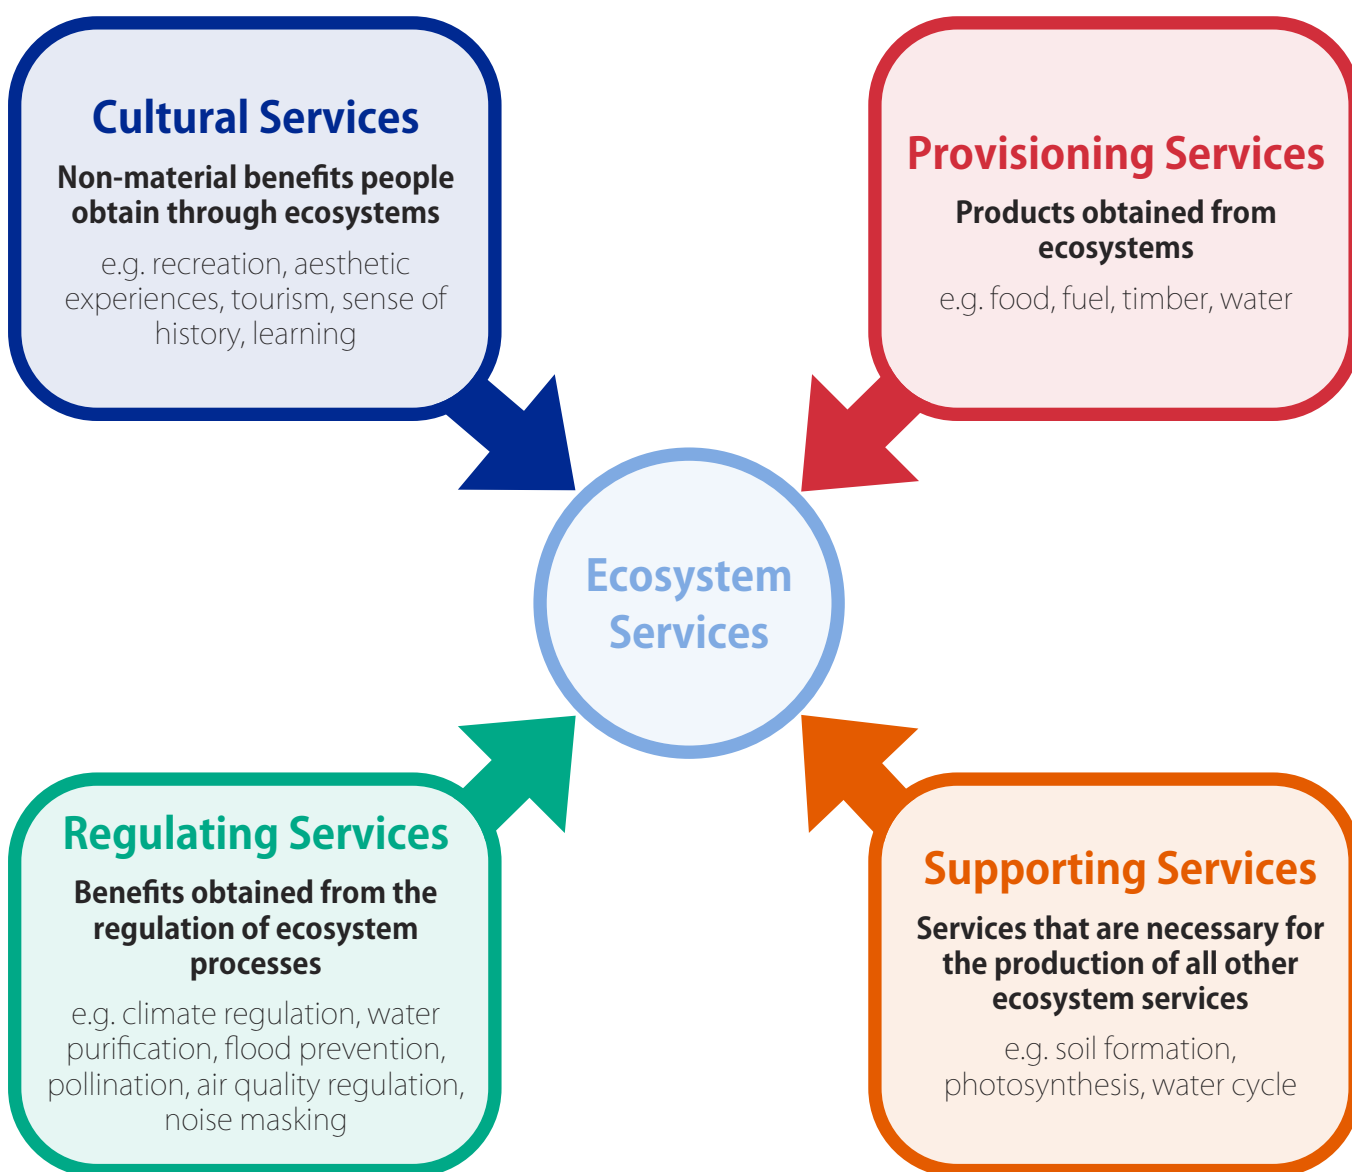 Cultural Services
Non-material benefits people
obtain through ecosystems
e.g. recreation, aesthetic
experiences, tourism, sense of
history, learning
Provisioning Services
Products obtained from
ecosystems
e.g. food, fuel, timber, water
Ecosystem
Services
Regulating Services
Benefits obtained from the
regulation of ecosystem
processes
e.g. climate regulation, water
purification, flood prevention,
pollination, air quality regulation,
noise masking
Supporting Services
Services that are necessary for
the production of all other
ecosystem services
e.g. soil formation,
photosynthesis, water cycle